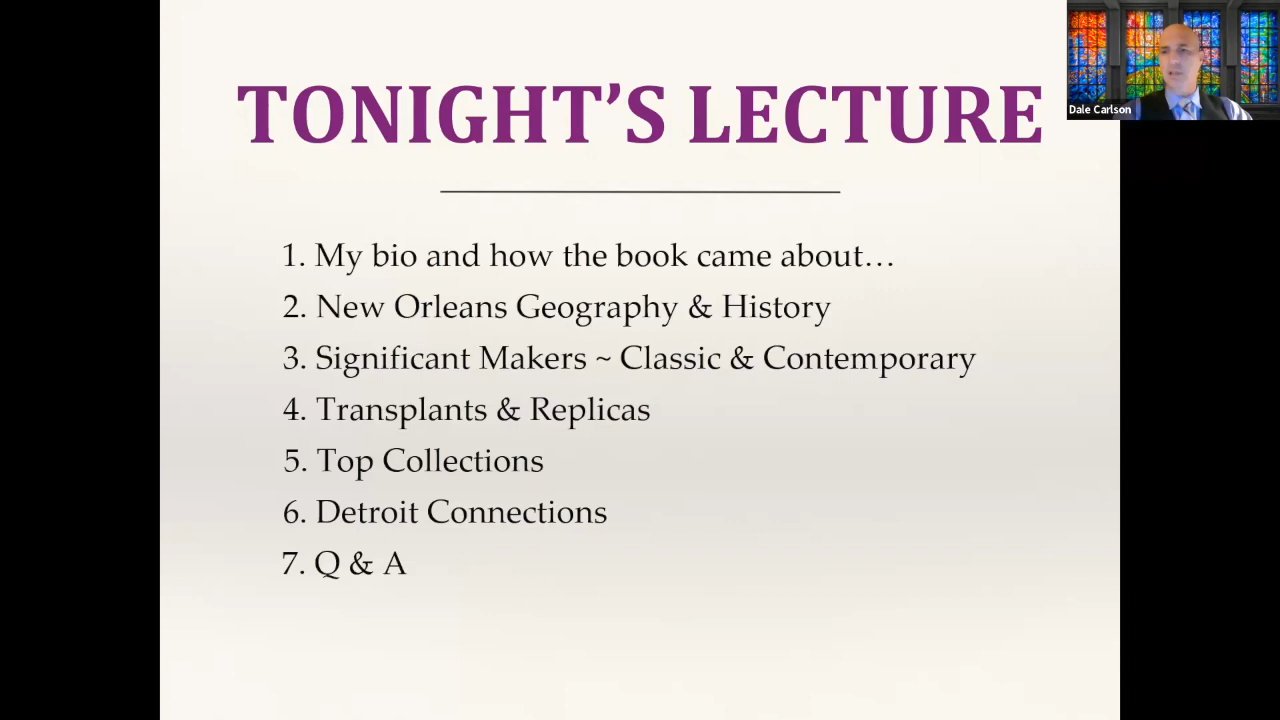 TONIGHT’S LECTURE
Dale Carlson
1. My bio and how the book came about…
2. New Orleans Geography & History
3. Significant Makers ~ Classic & Contemporary
4. Transplants & Replicas
5. Top Collections
6. Detroit Connections
7. Q & A